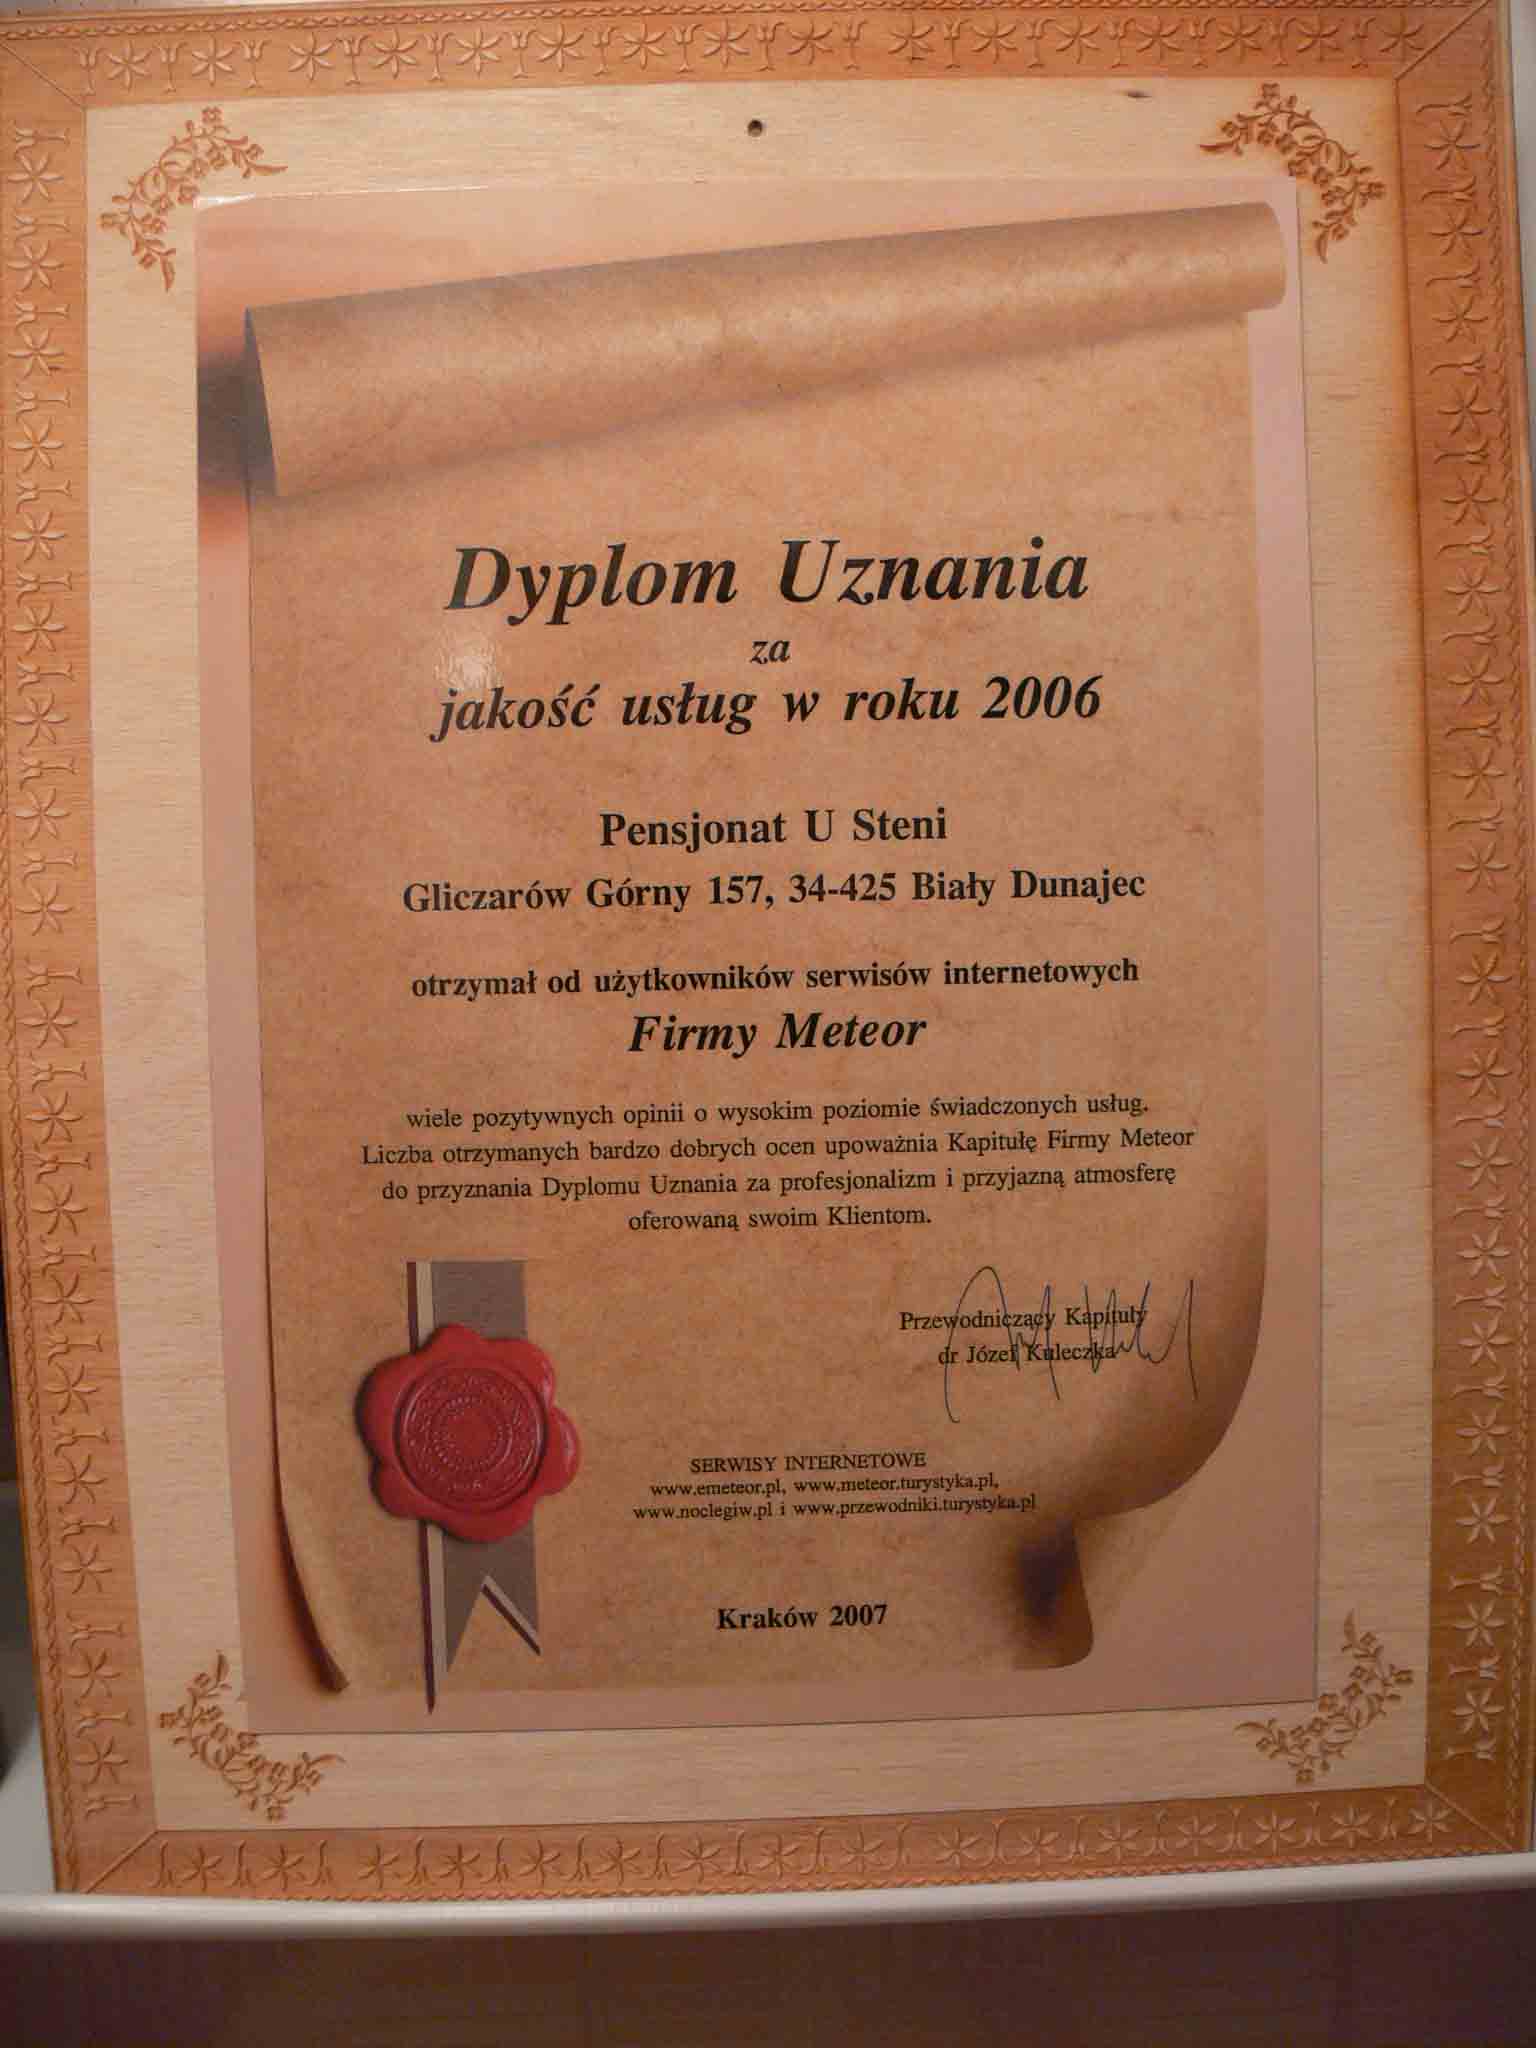 Dyplom Uznania
za
jakość usług w roku 2006
Pensjonat U Steni
Gliczarów Górny 157, 34-425 Biały Dunajec
otrzymał od użytkowników serwisów internetowych
Firmy Meteor
wiele pozytywnych opinii o wysokim poziomie świadczonych usług.
Liczba otrzymanych bardzo dobrych ocen upoważnia Kapitułę Firmy Meteor
do przyznania Dyplomu Uznania za profesjonalizm i przyjazną atmosferę
oferowaną swoim Klientom.
Przewodniczący Kapituły
dr Józef Kuleczka
SERWISY INTERNETOWE
www.emeteor.pl, www.meteor.turystyka.pl,
www.noclegiw.pl i www.przewodniki.turystyka.pl
Kraków 2007